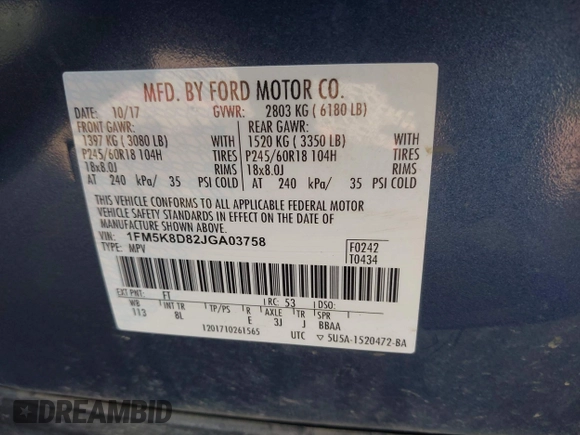 MFD. BY FORD MOTOR CO.
DATE: 10/17 GVWR: 2803 KG ( 6180 LB)
FRONT GAWR: REAR GAWR:
1397 KG ( 3080 LB) WITH 1520 KG ( 3350 LB) WITH
P245/60R18 104H TIRES P245/60R18 104H TIRES
18x8.0J RIMS 18x8.0J RIMS
AT 240 kPa/ 35 PSI COLD AT 240 kPa/ 35 PSI COLD
THIS VEHICLE CONFORMS TO ALL APPLICABLE FEDERAL MOTOR
VEHICLE SAFETY STANDARDS IN EFFECT ON THE DATE OF
MANUFACTURE SHOWN ABOVE.
VIN: 1FM5K8D82JGA03758
TYPE: MPV
F0242
T0434
EXT PNT: FT RC: 53 DSO:
WB INT TR TP/PS R AXLE TR SPR
113 8L E 3J J BBAA
1201710261565 UTC ▽ 5U5A-1520472-BA
DREAMBID